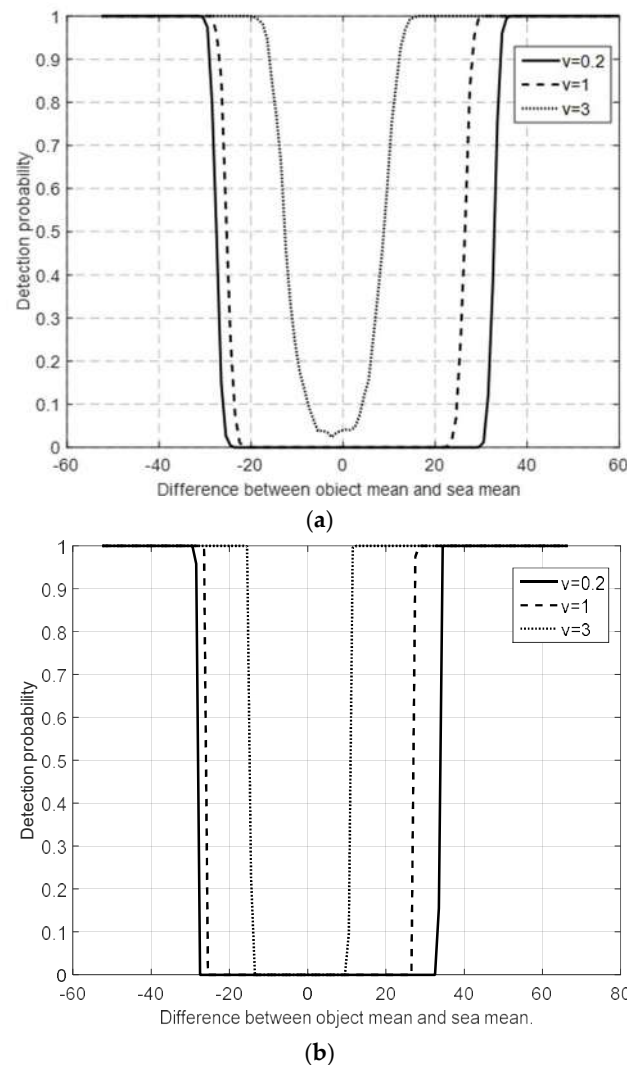 1
0.9
0.8
0.7
0.6
0.5
0.4
0.3
0.2
0.1
0
Detection probability
v=0.2
v=1
v=3
-60 -40 -20 0 20 40 60
Difference between object mean and sea mean
(a)
1
0.9
0.8
0.7
0.6
0.5
0.4
0.3
0.2
0.1
0
Detection probability
v=0.2
v=1
v=3
-60 -40 -20 0 20 40 60 80
Difference between object mean and sea mean.
(b)